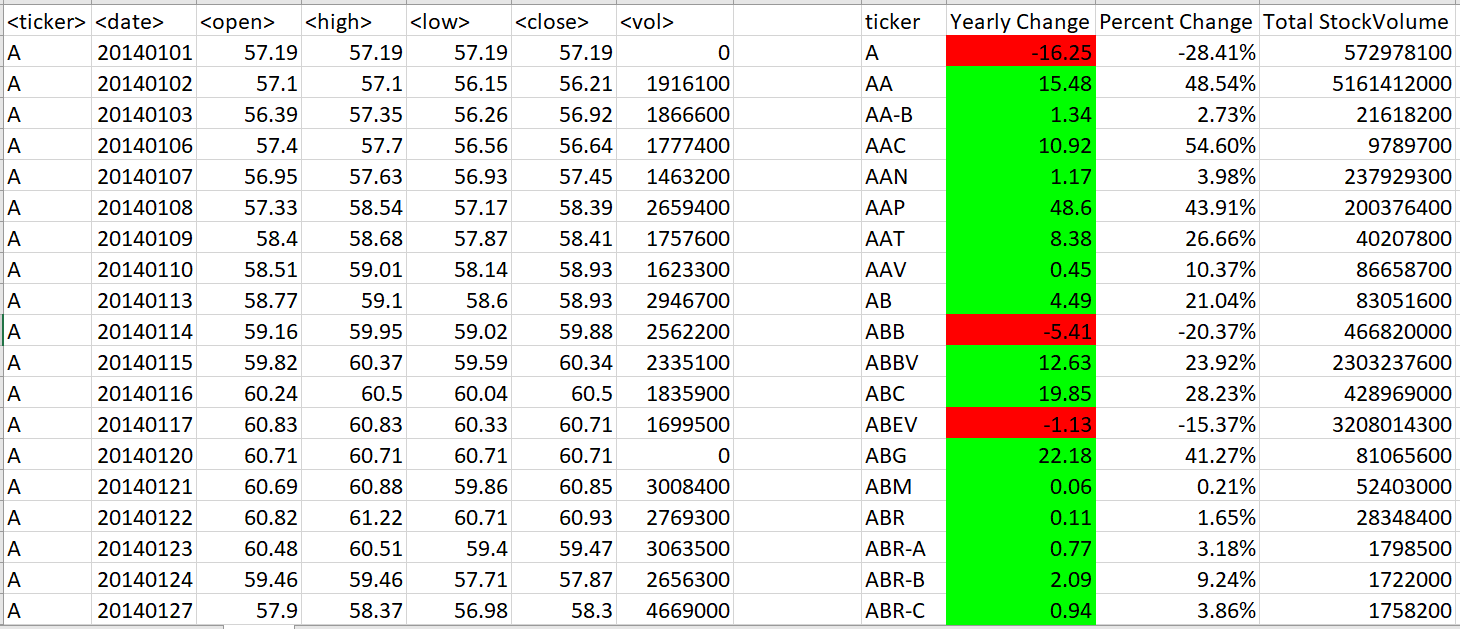 <ticker> <date> <open> <high> <low> <close> <vol> ticker Yearly Change Percent Change Total StockVolume
A 20140101 57.19 57.19 57.19 57.19 0 A -16.25 -28.41% 572978100
A 20140102 57.1 57.1 56.15 56.21 1916100 AA 15.48 48.54% 5161412000
A 20140103 56.39 57.35 56.26 56.92 1866600 AA-B 1.34 2.73% 21618200
A 20140106 57.4 57.7 56.56 56.64 1777400 AAC 10.92 54.60% 9789700
A 20140107 56.95 57.63 56.93 57.45 1463200 AAN 1.17 3.98% 237929300
A 20140108 57.33 58.54 57.17 58.39 2659400 AAP 48.6 43.91% 200376400
A 20140109 58.4 58.68 57.87 58.41 1757600 AAT 8.38 26.66% 40207800
A 20140110 58.51 59.01 58.14 58.93 1623300 AAV 0.45 10.37% 86658700
A 20140113 58.77 59.1 58.6 58.93 2946700 AB 4.49 21.04% 83051600
A 20140114 59.16 59.95 59.02 59.88 2562200 ABB -5.41 -20.37% 466820000
A 20140115 59.82 60.37 59.59 60.34 2335100 ABBV 12.63 23.92% 2303237600
A 20140116 60.24 60.5 60.04 60.5 1835900 ABC 19.85 28.23% 428969000
A 20140117 60.83 60.83 60.33 60.71 1699500 ABEV -1.13 -15.37% 3208014300
A 20140120 60.71 60.71 60.71 60.71 0 ABG 22.18 41.27% 81065600
A 20140121 60.69 60.88 59.86 60.85 3008400 ABM 0.06 0.21% 52403000
A 20140122 60.82 61.22 60.71 60.93 2769300 ABR 0.11 1.65% 28348400
A 20140123 60.48 60.51 59.4 59.47 3063500 ABR-A 0.77 3.18% 1798500
A 20140124 59.46 59.46 57.71 57.87 2656300 ABR-B 2.09 9.24% 1722000
A 20140127 57.9 58.37 56.98 58.3 4669000 ABR-C 0.94 3.86% 1758200